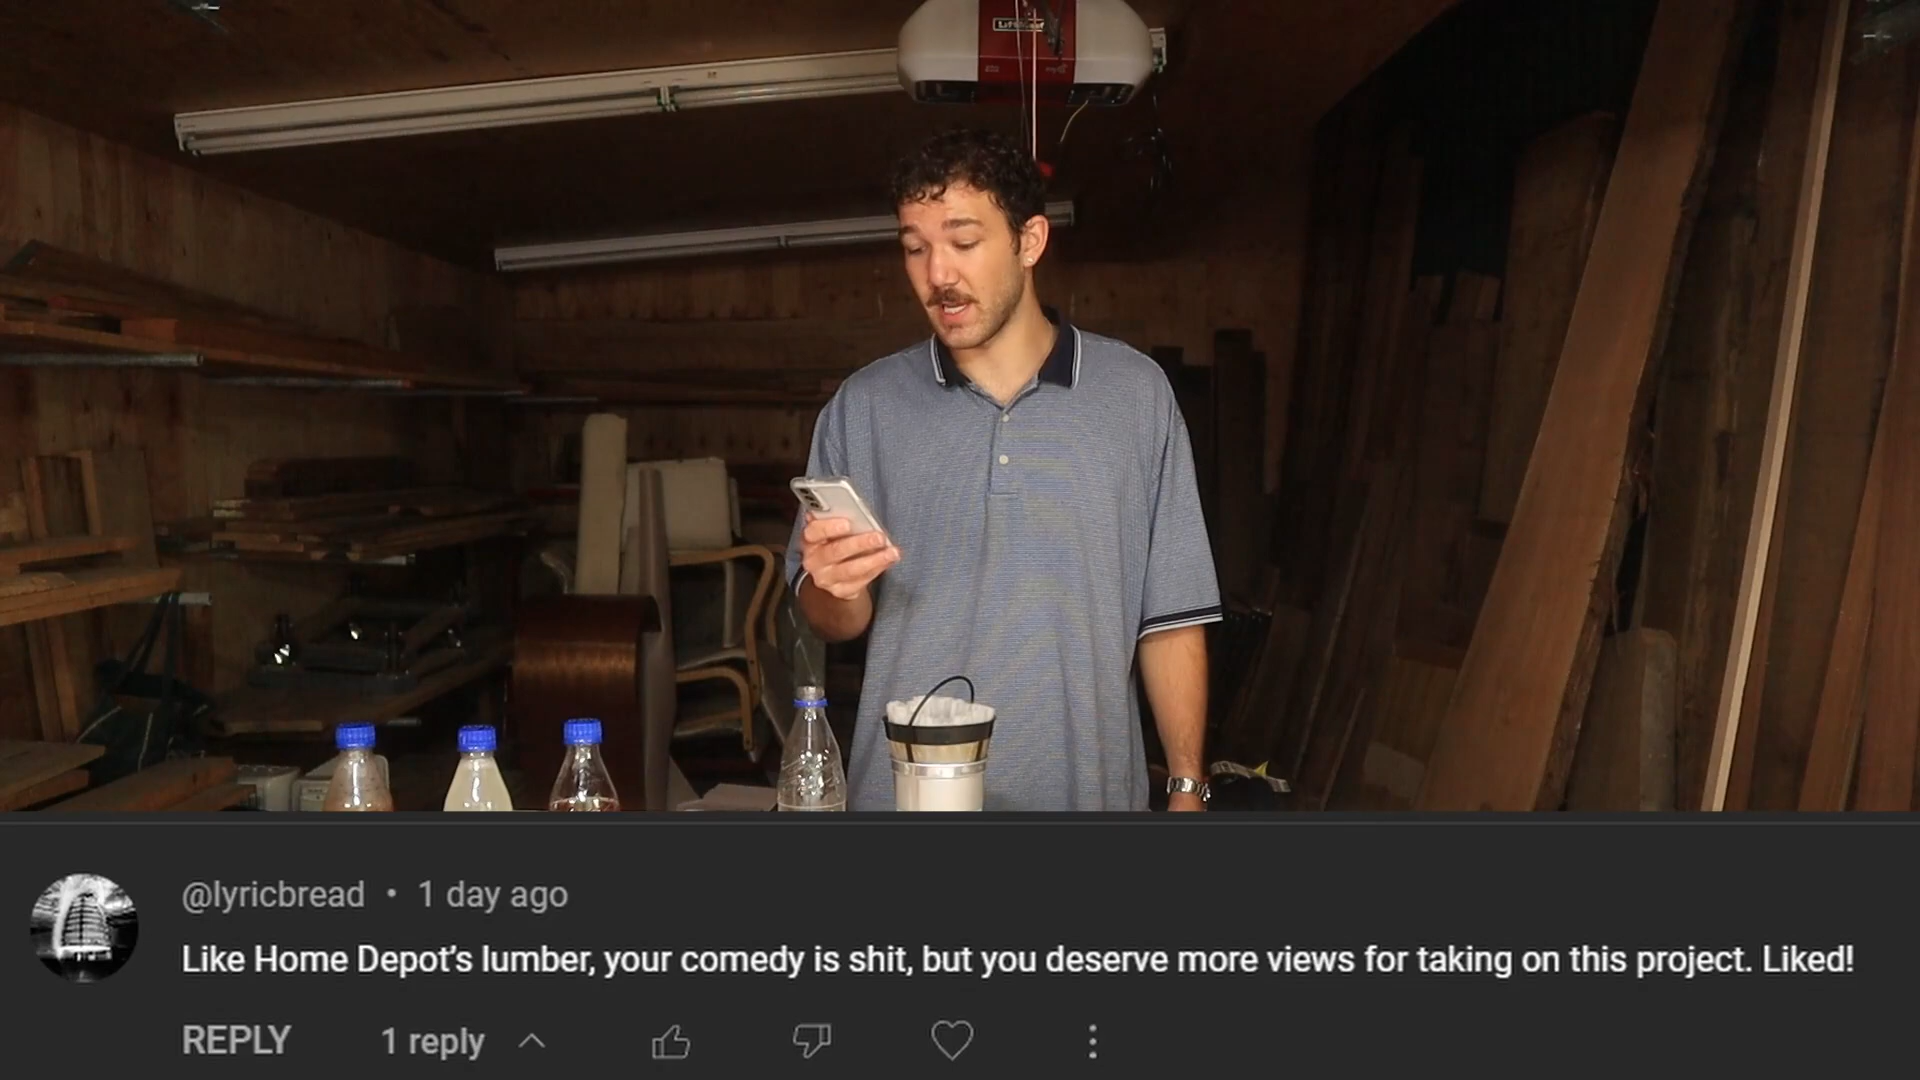 @lyricbread • 1 day ago
Like Home Depot's lumber, your comedy is shit, but you deserve more views for taking on this project. Liked!
REPLY 1 reply